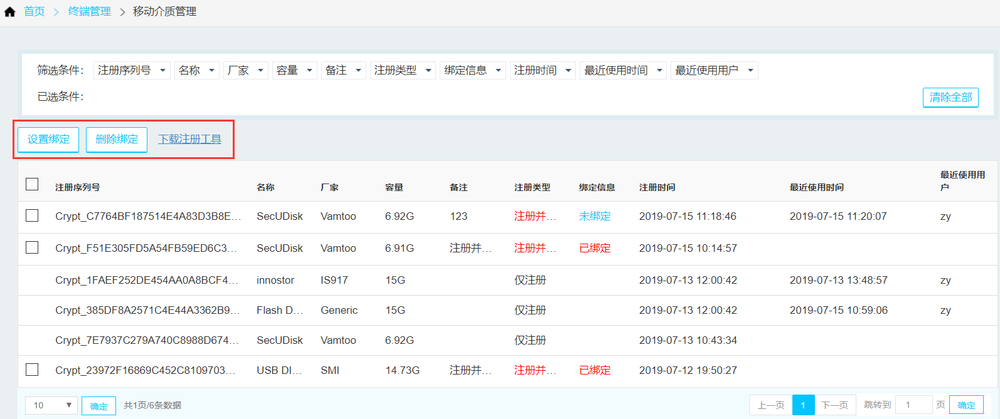 首页 > 终端管理 > 移动介质管理
筛选条件: 注册序列号 名称 厂家 容量 备注 注册类型 绑定信息 注册时间 最近使用时间 最近使用用户
已选条件: 清除全部
设置绑定 删除绑定 下载注册工具
注册序列号 名称 厂家 容量 备注 注册类型 绑定信息 注册时间 最近使用时间 最近使用用
户
Crypt_C7764BF187514E4A83D3B8E... SecUDisk Vamtoo 6.92G 123 注册并... 未绑定 2019-07-15 11:18:46 2019-07-15 11:20:07 zy
Crypt_F51E305FD5A54FB59ED6C3... SecUDisk Vamtoo 6.91G 注册并... 注册并... 已绑定 2019-07-15 10:14:57
Crypt_1FAEF252DE454AA0A8BCF4... innostor IS917 15G 仅注册 2019-07-13 12:00:42 2019-07-13 13:48:57 zy
Crypt_385DF8A2571C4E44A3362B9... Flash D... Generic 15G 仅注册 2019-07-13 12:00:42 2019-07-15 10:59:06 zy
Crypt_7E7937C279A740C8988D674... SecUDisk Vamtoo 6.92G 仅注册 2019-07-13 10:43:34
Crypt_23972F16869C452C8109703... USB DI... SMI 14.73G 注册并... 注册并... 已绑定 2019-07-12 19:50:27
10 确定 共1页/6条数据 上一页 1 下一页 跳转到 1 页 确定